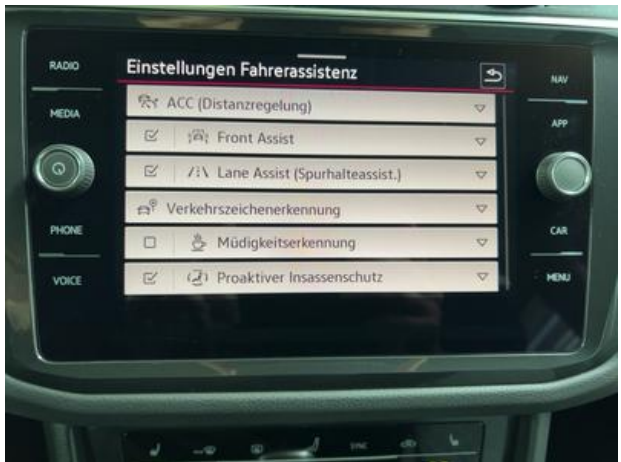 RADIO
MEDIA
PHONE
VOICE
Einstellungen Fahrerassistenz
ACC (Distanzregelung)
Front Assist
Lane Assist (Spurhalteassist.)
Verkehrszeichenerkennung
Müdigkeitserkennung
Proaktiver Insassenschutz
NAV
APP
CAR
MENU
SYNC